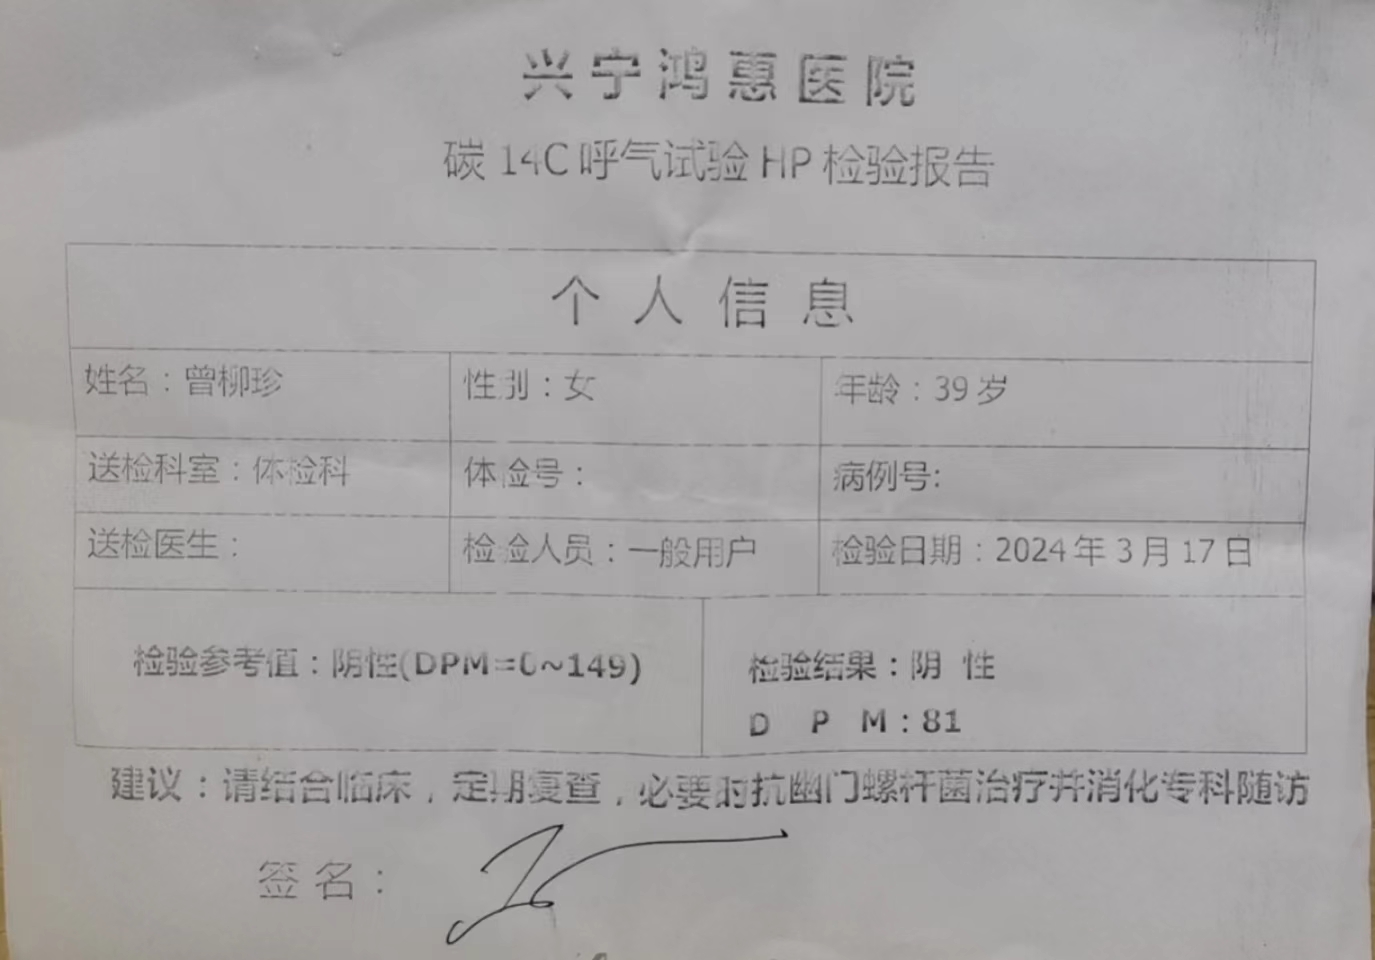 兴宁鸿惠医院
碳 14C 呼气试验 HP 检验报告
个人信息
姓名：曾柳珍 性别：女 年龄：39 岁
送检科室：体检科 体检号： 病例号:
送检医生： 检验人员：一般用户 检验日期：2024 年 3 月 17 日
检验参考值：阴性(DPM=0~149) 检验结果：阴 性
D P M：81
建议：请结合临床，定期复查，必要时抗幽门螺杆菌治疗并消化专科随访
签名：